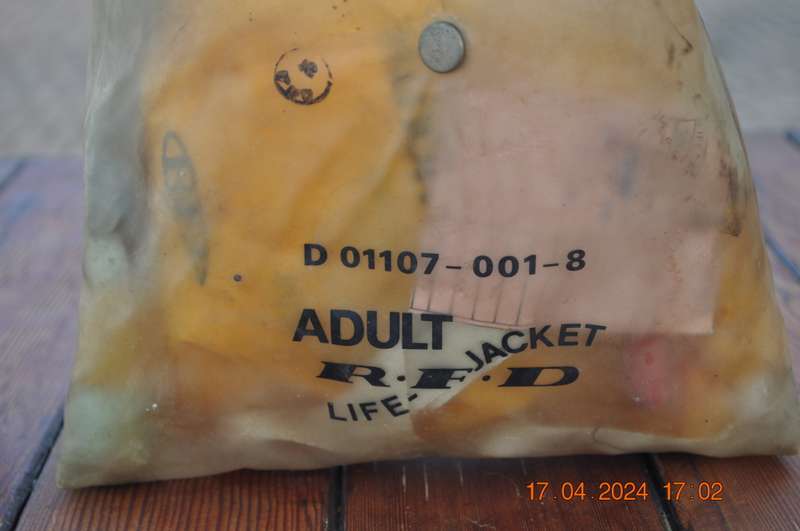 D 01107-001-8
ADULT
LIFE-JACKET
R·F·D
17.04.2024 17:02